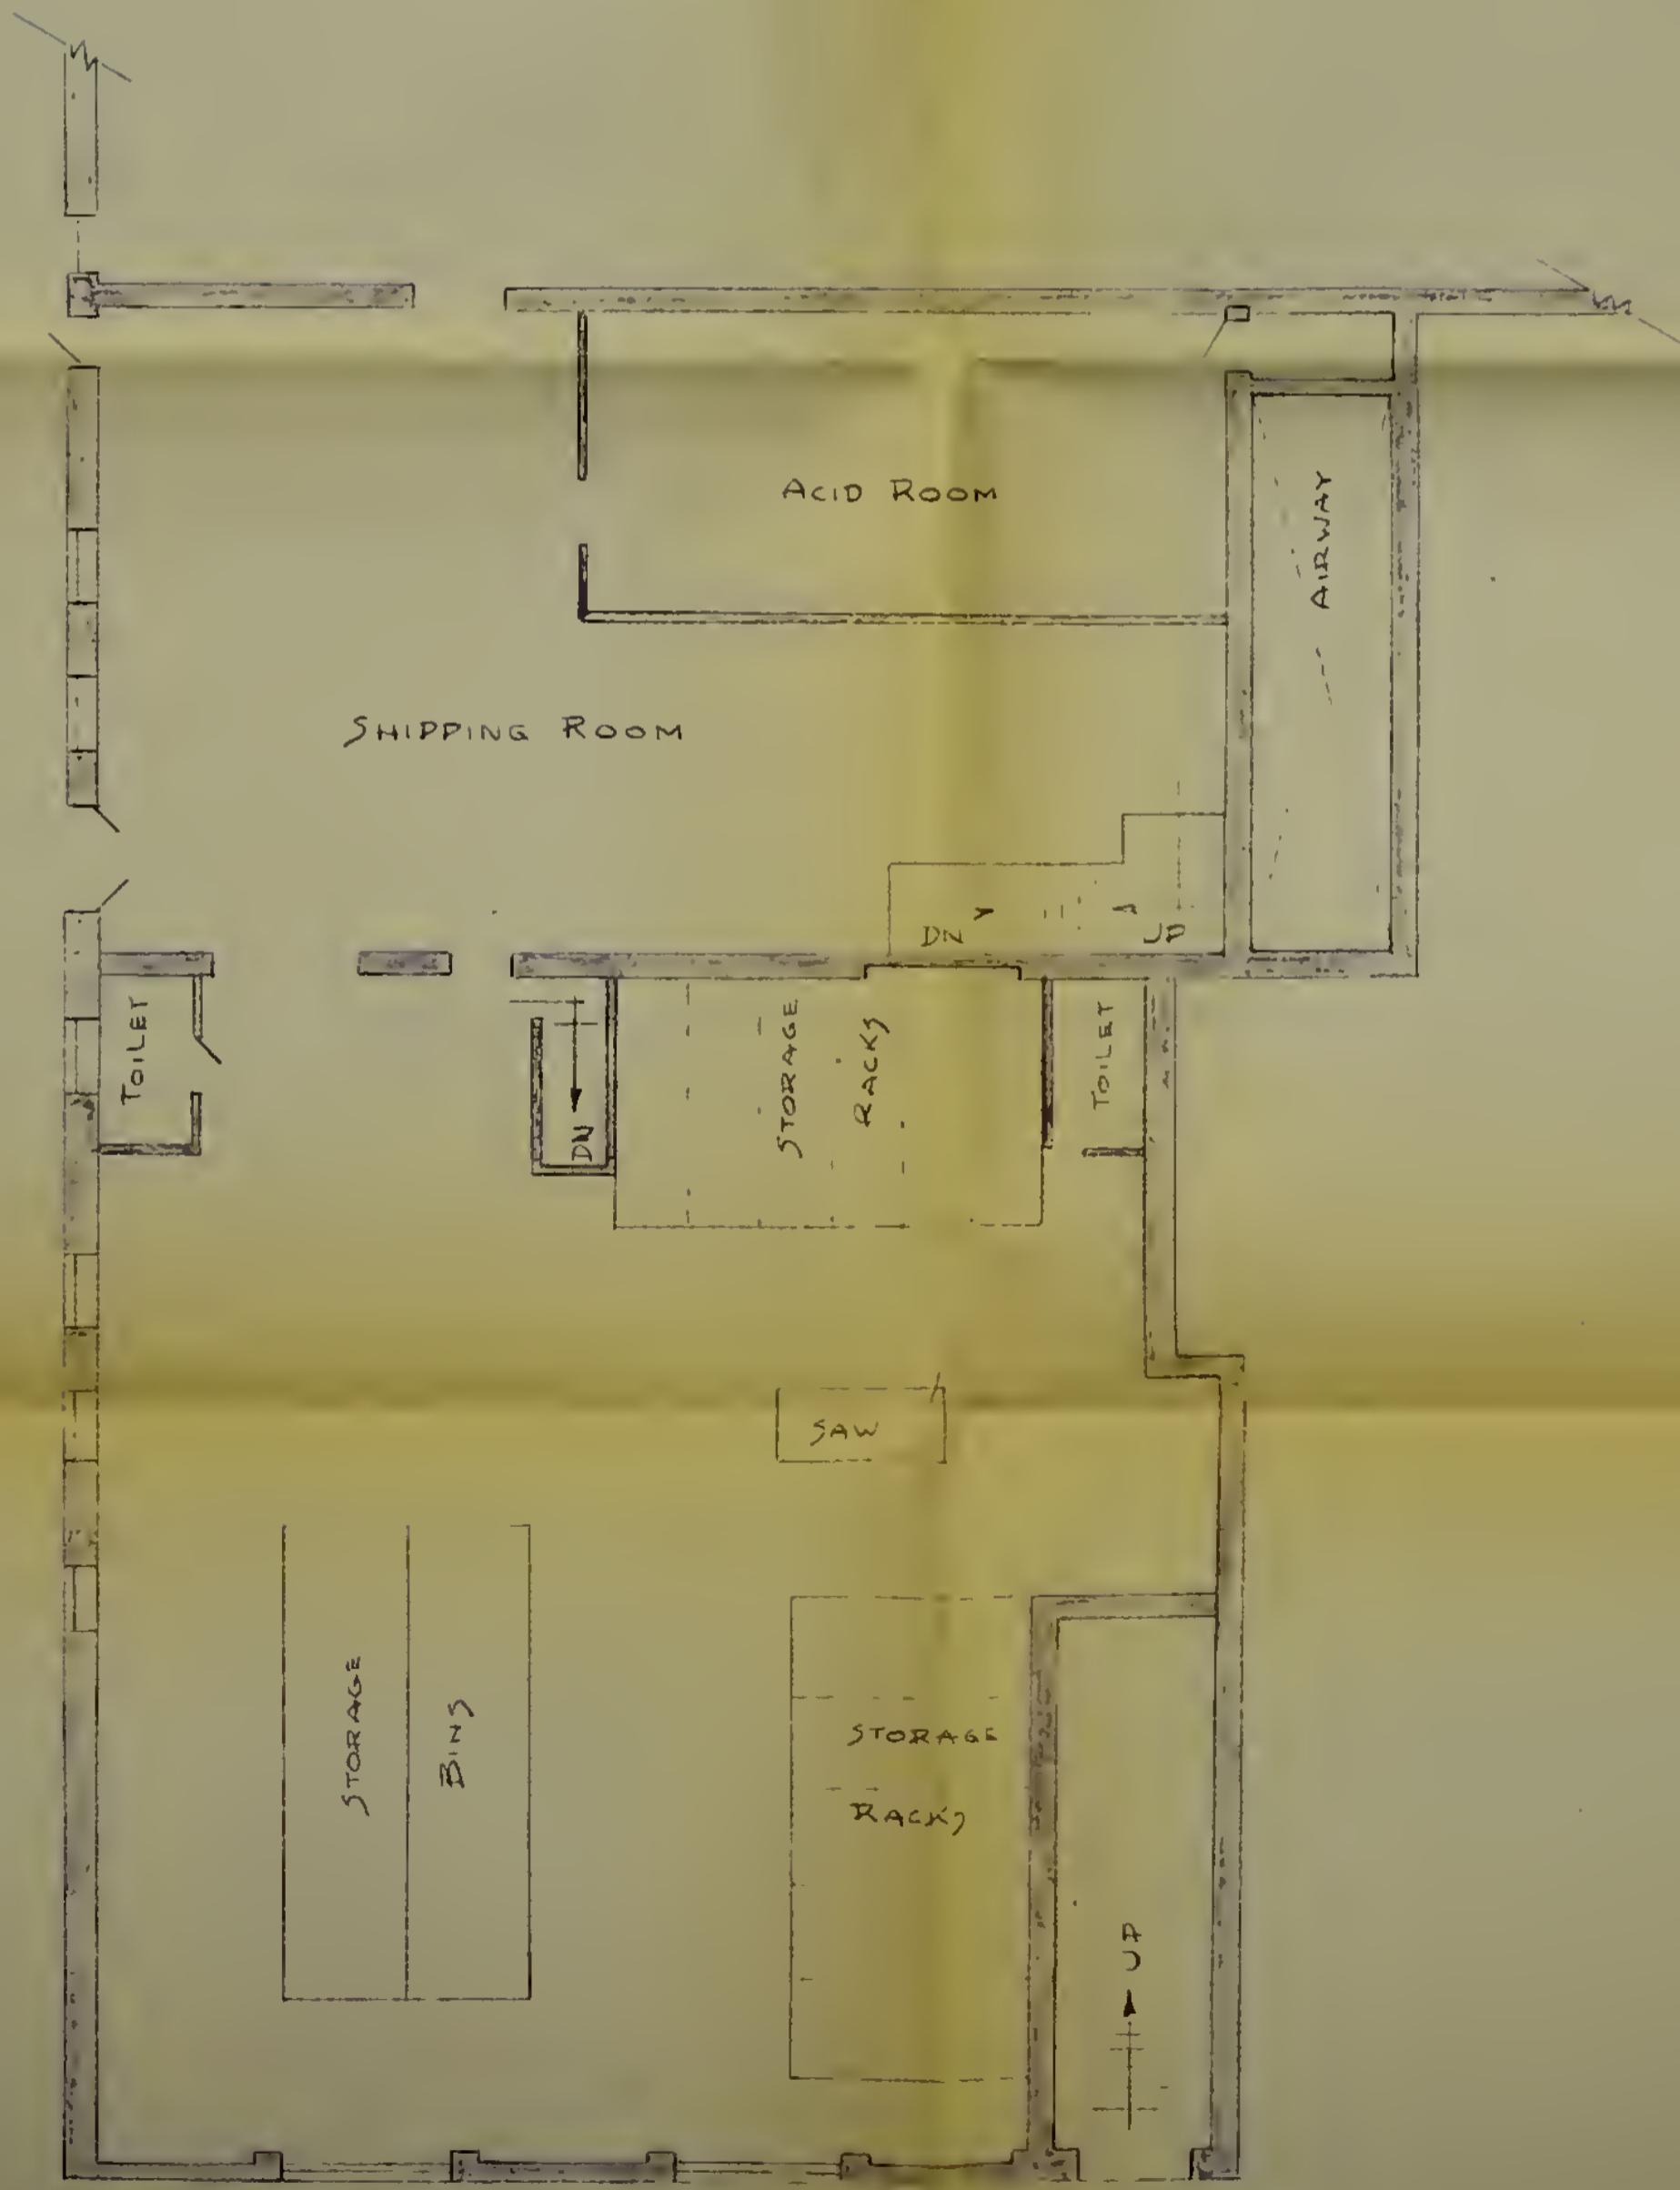 ACID ROOM
AIRWAY
SHIPPING ROOM
DN
UP
TOILET
DN
STORAGE
RACKS
TOILET
SAW
STORAGE
BINS
STORAGE
RACKS
UP